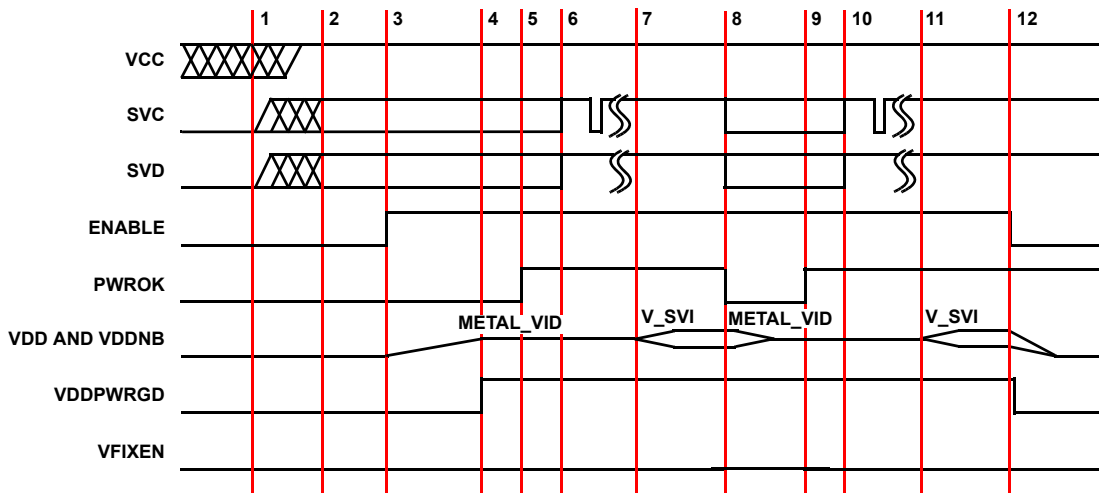 1 2 3 4 5 6 7 8 9 10 11 12
VCC
SVC
SVD
ENABLE
PWROK
METAL_VID V_SVI METAL_VID V_SVI
VDD AND VDDNB
VDDPWRGD
VFIXEN